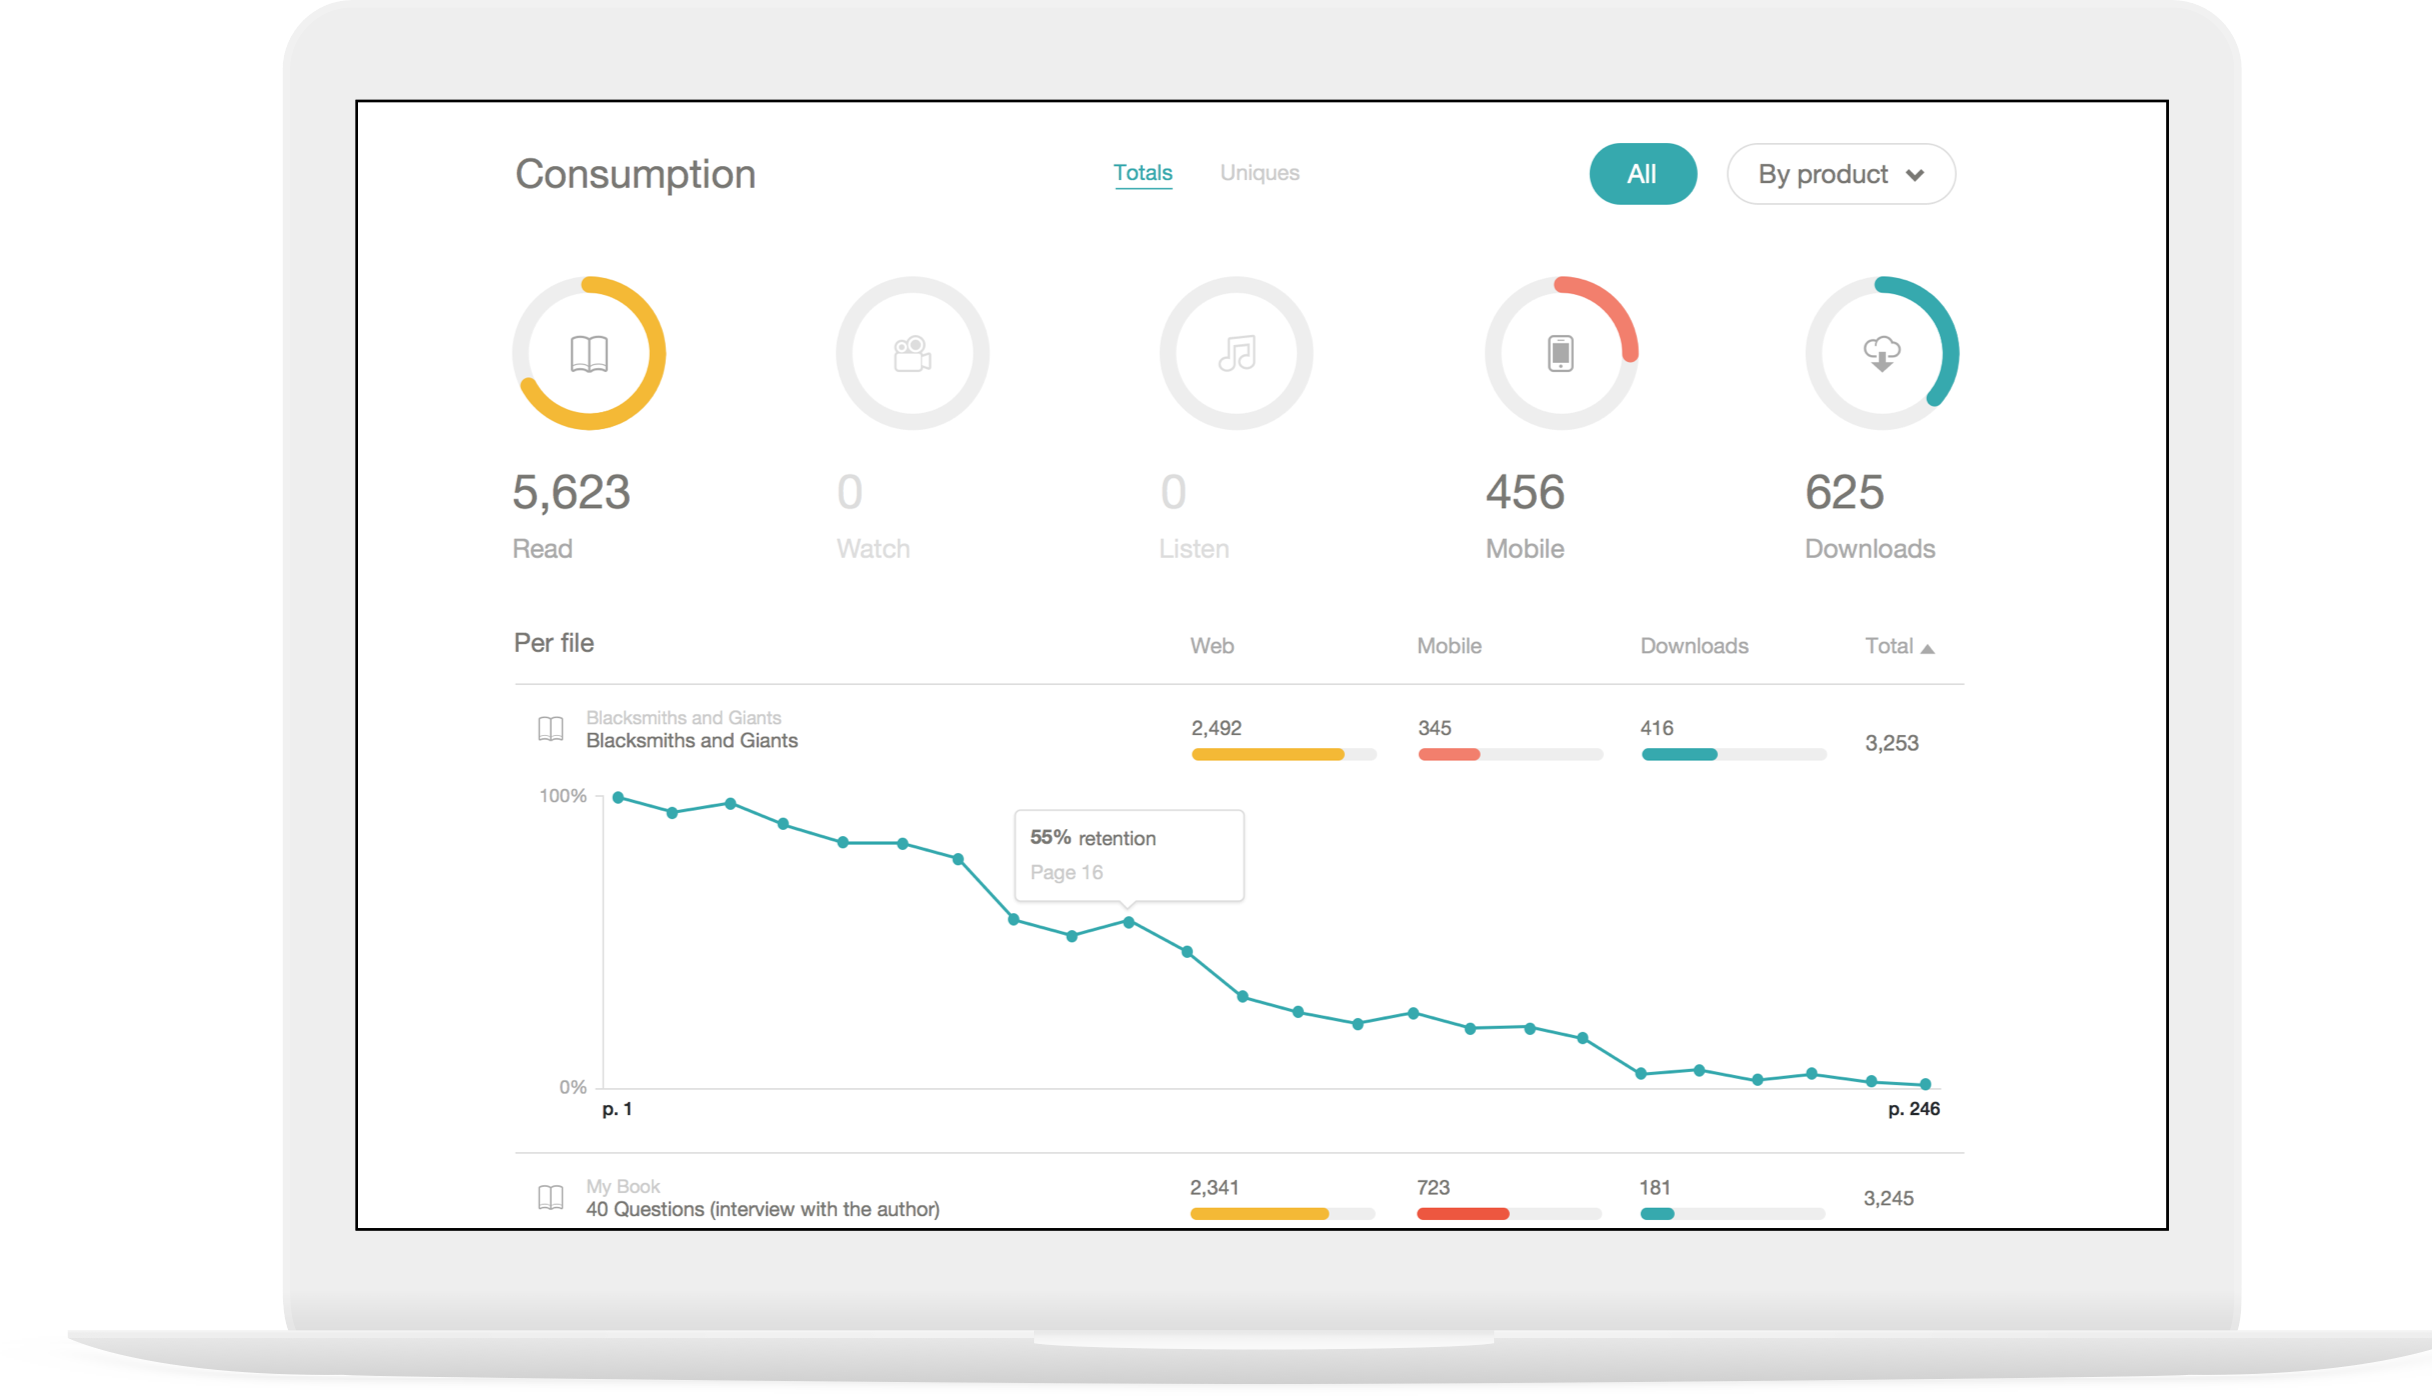 Consumption
Totals
Uniques
All
By product
5,623
Read
0
Watch
0
Listen
456
Mobile
625
Downloads
Per file
Web
Mobile
Downloads
Total
Blacksmiths and Giants
Blacksmiths and Giants
2,492
345
416
3,253
100%
55% retention
Page 16
0%
p. 1
p. 246
My Book
40 Questions (interview with the author)
2,341
723
181
3,245